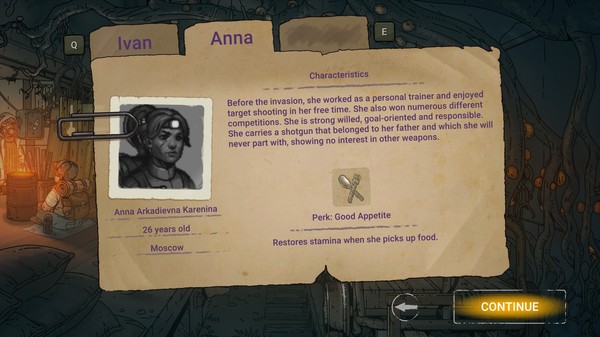 Q
Ivan
Anna
E
Characteristics
Before the invasion, she worked as a personal trainer and enjoyed
target shooting in her free time. She also won numerous different
competitions. She is strong willed, goal-oriented and responsible.
She carries a shotgun that belonged to her father and which she will
never part with, showing no interest in other weapons.
Anna Arkadievna Karenina
26 years old
Moscow
Perk: Good Appetite
Restores stamina when she picks up food.
CONTINUE